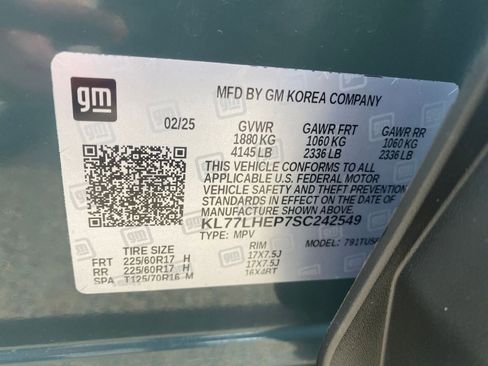 gm
MFD BY GM KOREA COMPANY
02/25 GVWR GAWR FRT GAWR RR
1880 KG 1060 KG 1060 KG
4145 LB 2336 LB 2336 LB
THIS VEHICLE CONFORMS TO ALL
APPLICABLE U.S. FEDERAL MOTOR
VEHICLE SAFETY AND THEFT PREVENTION
STANDARDS IN EFFECT ON THE DATE OF
MANUFACTURE SHOWN ABOVE.
KL77LHEP7SC242549
TYPE: MPV MODEL:
TIRE SIZE RIM
FRT 225/60R17 H 17X7.5J
RR 225/60R17 H 17X7.5J
SPA T125/70R16 M 16X4BT